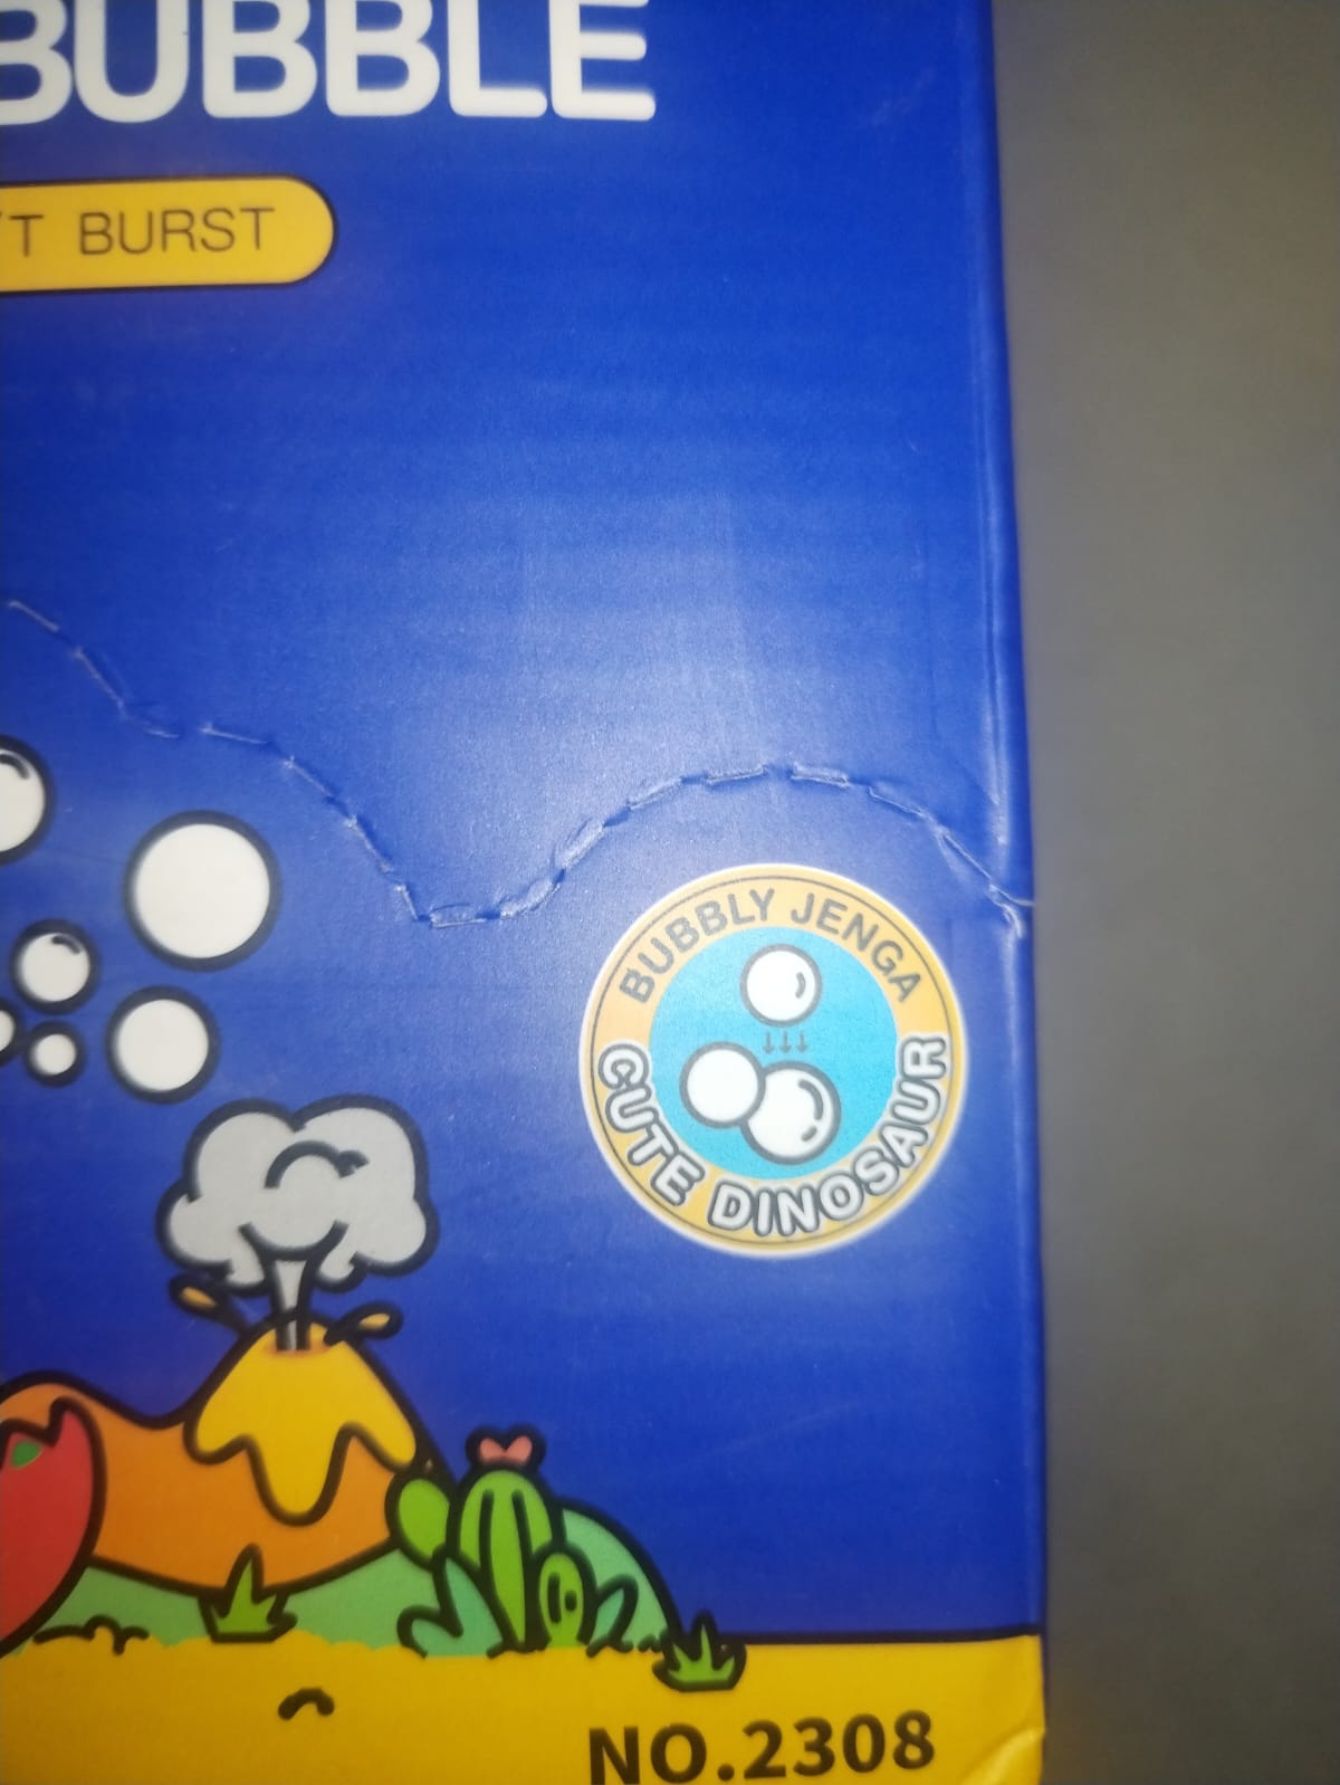 BUBBLE
'T BURST
BUBBLY JENGA
CUTE DINOSAUR
NO.2308